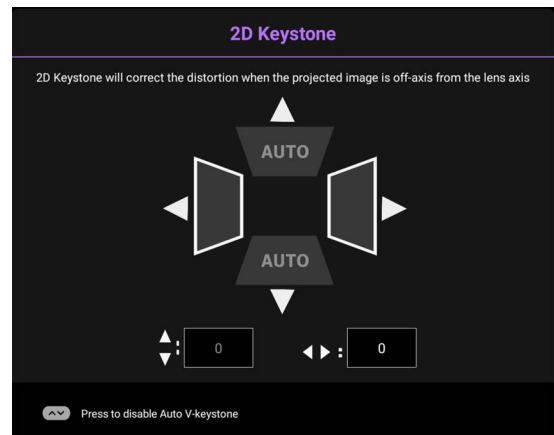 2D Keystone
2D Keystone will correct the distortion when the projected image is off-axis from the lens axis
AUTO
AUTO
: 0
: 0
Press to disable Auto V-keystone